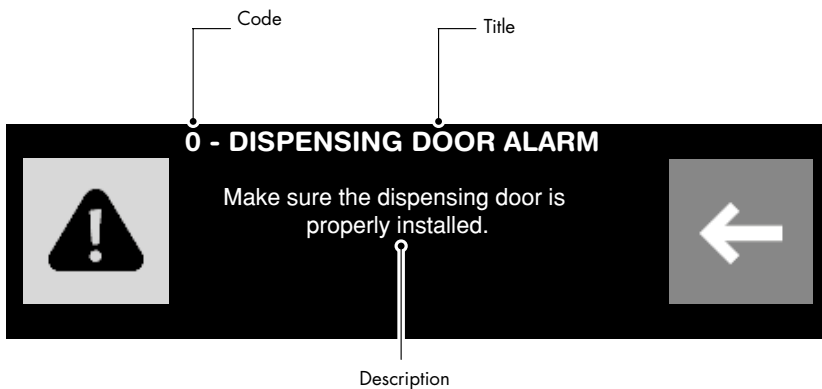 Code
Title
0 - DISPENSING DOOR ALARM
Make sure the dispensing door is
properly installed.
Description